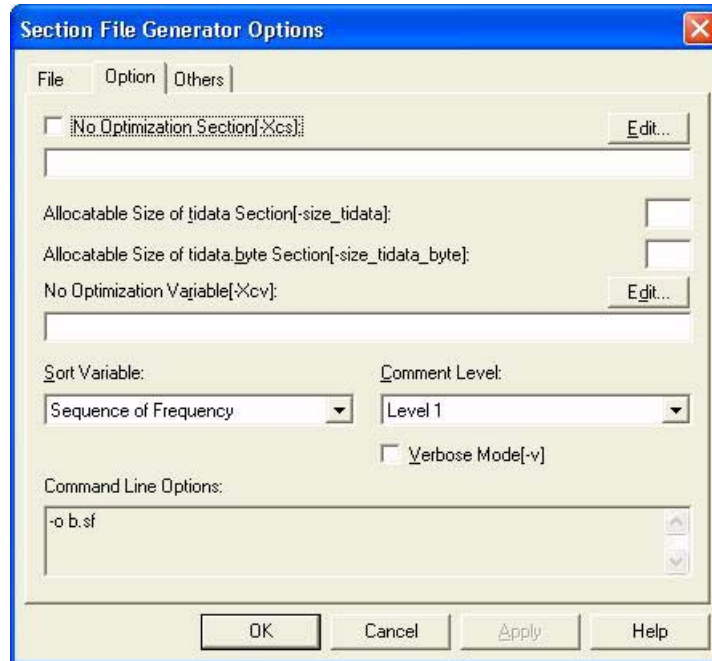 Section File Generator Options
File Option Others
No Optimization Section[-Xcs]: Edit...
Allocatable Size of tidata Section[-size_tidata]:
Allocatable Size of tidata.byte Section[-size_tidata_byte]:
No Optimization Variable[-Xcv]: Edit...
Sort Variable: Comment Level:
Sequence of Frequency Level 1
Verbose Mode[-v]
Command Line Options:
-o b.sf
OK Cancel Apply Help